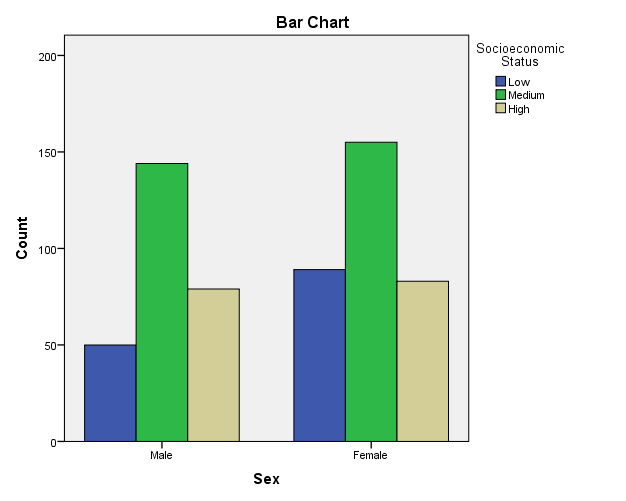 Bar Chart
Socioeconomic
Status
Low
Medium
High
200
150
100
50
0
Count
Male
Female
Sex